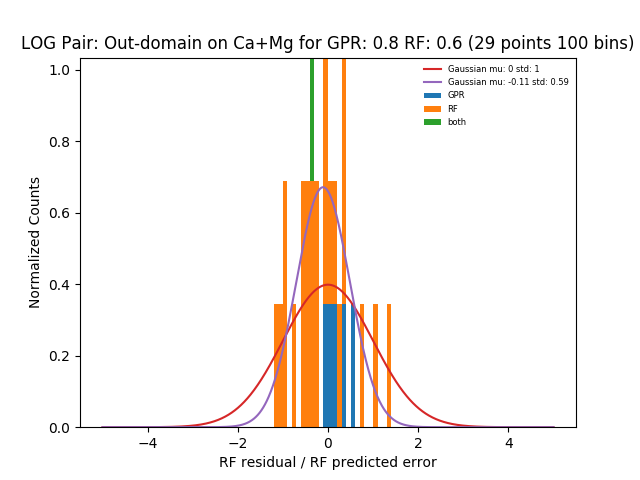 LOG Pair: Out-domain on Ca+Mg for GPR: 0.8 RF: 0.6 (29 points 100 bins)
Gaussian mu: 0 std: 1
Gaussian mu: -0.11 std: 0.59
GPR
RF
both
Normalized Counts
1.0
0.8
0.6
0.4
0.2
0.0
−4
−2
0
2
4
RF residual / RF predicted error